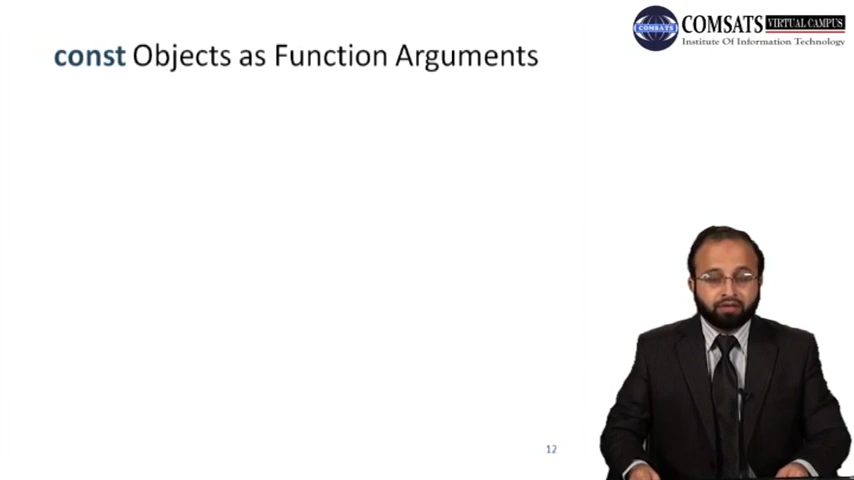 const Objects as Function Arguments
COMSATS
COMSATS VIRTUAL CAMPUS
Institute Of Information Technology
12